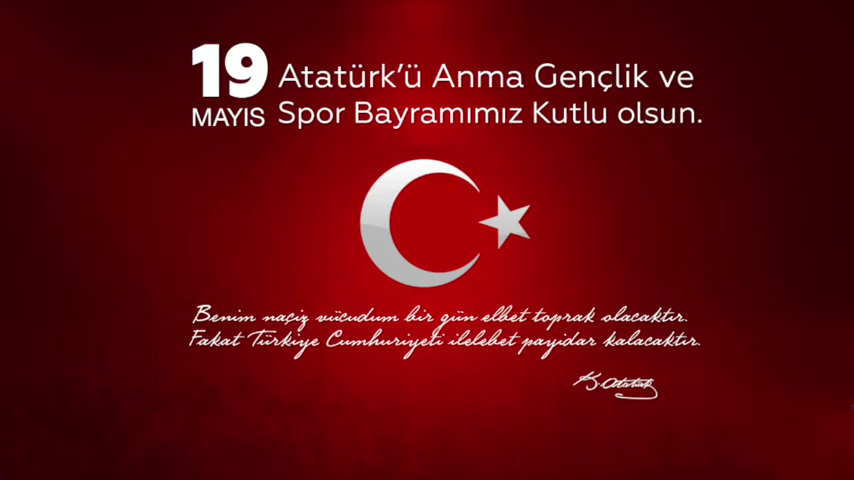 19 Atatürk'ü Anma Gençlik ve
MAYIS Spor Bayramımız Kutlu olsun.
Benim naçiz vücudum bir gün elbet toprak olacaktır.
Fakat Türkiye Cumhuriyeti ilelebet payidar kalacaktır.
K. Atatürk